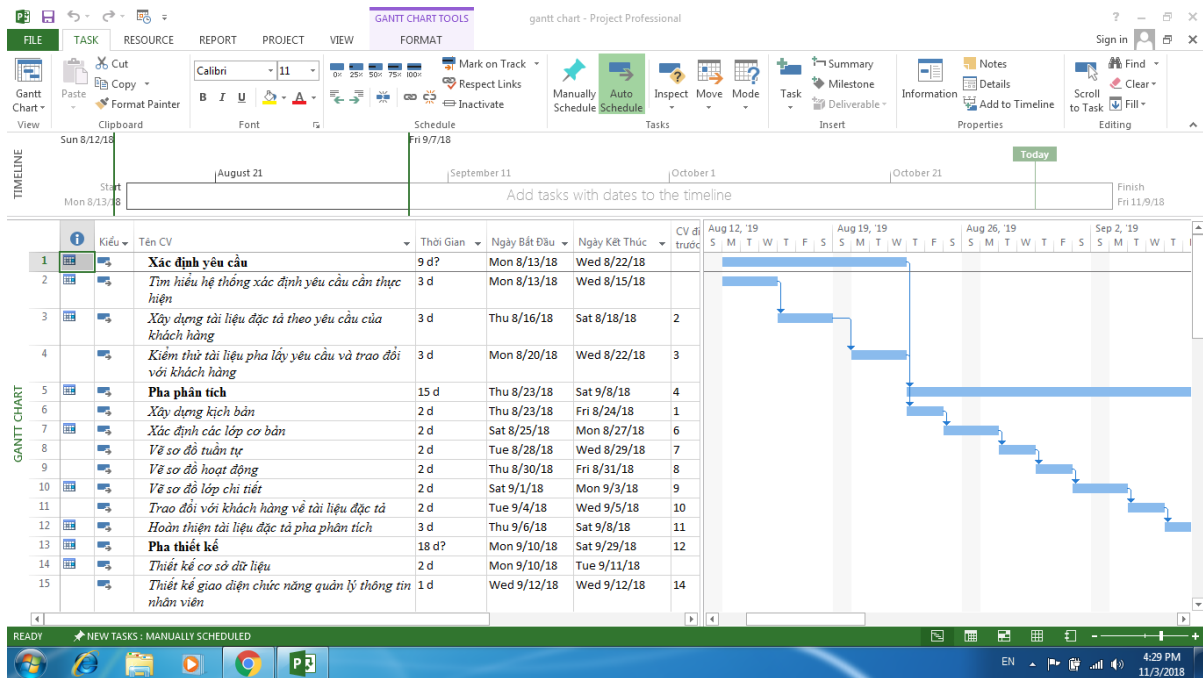 GANTT CHART TOOLS gantt chart - Project Professional ?
FILE TASK RESOURCE REPORT PROJECT VIEW FORMAT Sign in
Cut Calibri 11 0× 25× 50× 75× 100× Mark on Track Summary Notes Find
Copy Respect Links Milestone Details Clear
Gantt Chart Paste Format Painter B I U A Inactivate Manually Schedule Auto Schedule Inspect Move Mode Task Deliverable Information Add to Timeline Scroll to Task Fill
View Clipboard Font Schedule Tasks Insert Properties Editing
Sun 8/12/18 Fri 9/7/18
TIMELINE
Today
August 21 September 11 October 1 October 21
Start Add tasks with dates to the timeline Finish
Mon 8/13/18 Fri 11/9/18
GANTT CHART
Kiểu Tên CV Thời Gian Ngày Bắt Đầu Ngày Kết Thúc CV đi trước
Aug 12, '19 Aug 19, '19 Aug 26, '19 Sep 2, '19
S M T W T F S S M T W T F S S M T W T F S S M T W T
1 Xác định yêu cầu 9 d? Mon 8/13/18 Wed 8/22/18
2 Tìm hiểu hệ thống xác định yêu cầu cần thực 3 d Mon 8/13/18 Wed 8/15/18
hiện
3 Xây dựng tài liệu đặc tả theo yêu cầu của 3 d Thu 8/16/18 Sat 8/18/18 2
khách hàng
4 Kiểm thử tài liệu pha lấy yêu cầu và trao đổi 3 d Mon 8/20/18 Wed 8/22/18 3
với khách hàng
5 Pha phân tích 15 d Thu 8/23/18 Sat 9/8/18 4
6 Xây dựng kịch bản 2 d Thu 8/23/18 Fri 8/24/18 1
7 Xác định các lớp cơ bản 2 d Sat 8/25/18 Mon 8/27/18 6
8 Vẽ sơ đồ tuần tự 2 d Tue 8/28/18 Wed 8/29/18 7
9 Vẽ sơ đồ hoạt động 2 d Thu 8/30/18 Fri 8/31/18 8
10 Vẽ sơ đồ lớp chi tiết 2 d Sat 9/1/18 Mon 9/3/18 9
11 Trao đổi với khách hàng về tài liệu đặc tả 2 d Tue 9/4/18 Wed 9/5/18 10
12 Hoàn thiện tài liệu đặc tả pha phân tích 3 d Thu 9/6/18 Sat 9/8/18 11
13 Pha thiết kế 18 d? Mon 9/10/18 Sat 9/29/18 12
14 Thiết kế cơ sở dữ liệu 2 d Mon 9/10/18 Tue 9/11/18
15 Thiết kế giao diện chức năng quản lý thông tin 1 d Wed 9/12/18 Wed 9/12/18 14
nhân viên
READY NEW TASKS : MANUALLY SCHEDULED
EN 4:29 PM
11/3/2018